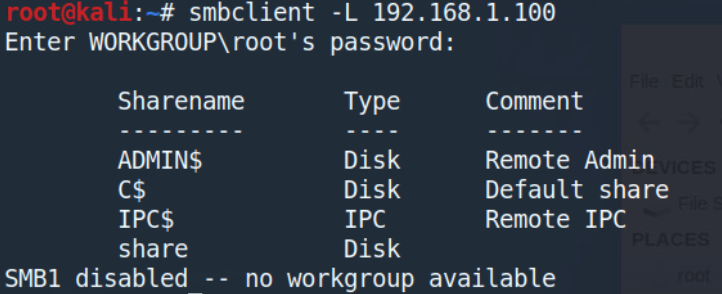 root@kali:~# smbclient -L 192.168.1.100
Enter WORKGROUP\root's password:
Sharename Type Comment
--------- ---- -------
ADMIN$ Disk Remote Admin
C$ Disk Default share
IPC$ IPC Remote IPC
share Disk
SMB1 disabled -- no workgroup available
File Edit
DEVICES
File S
PLACES
root